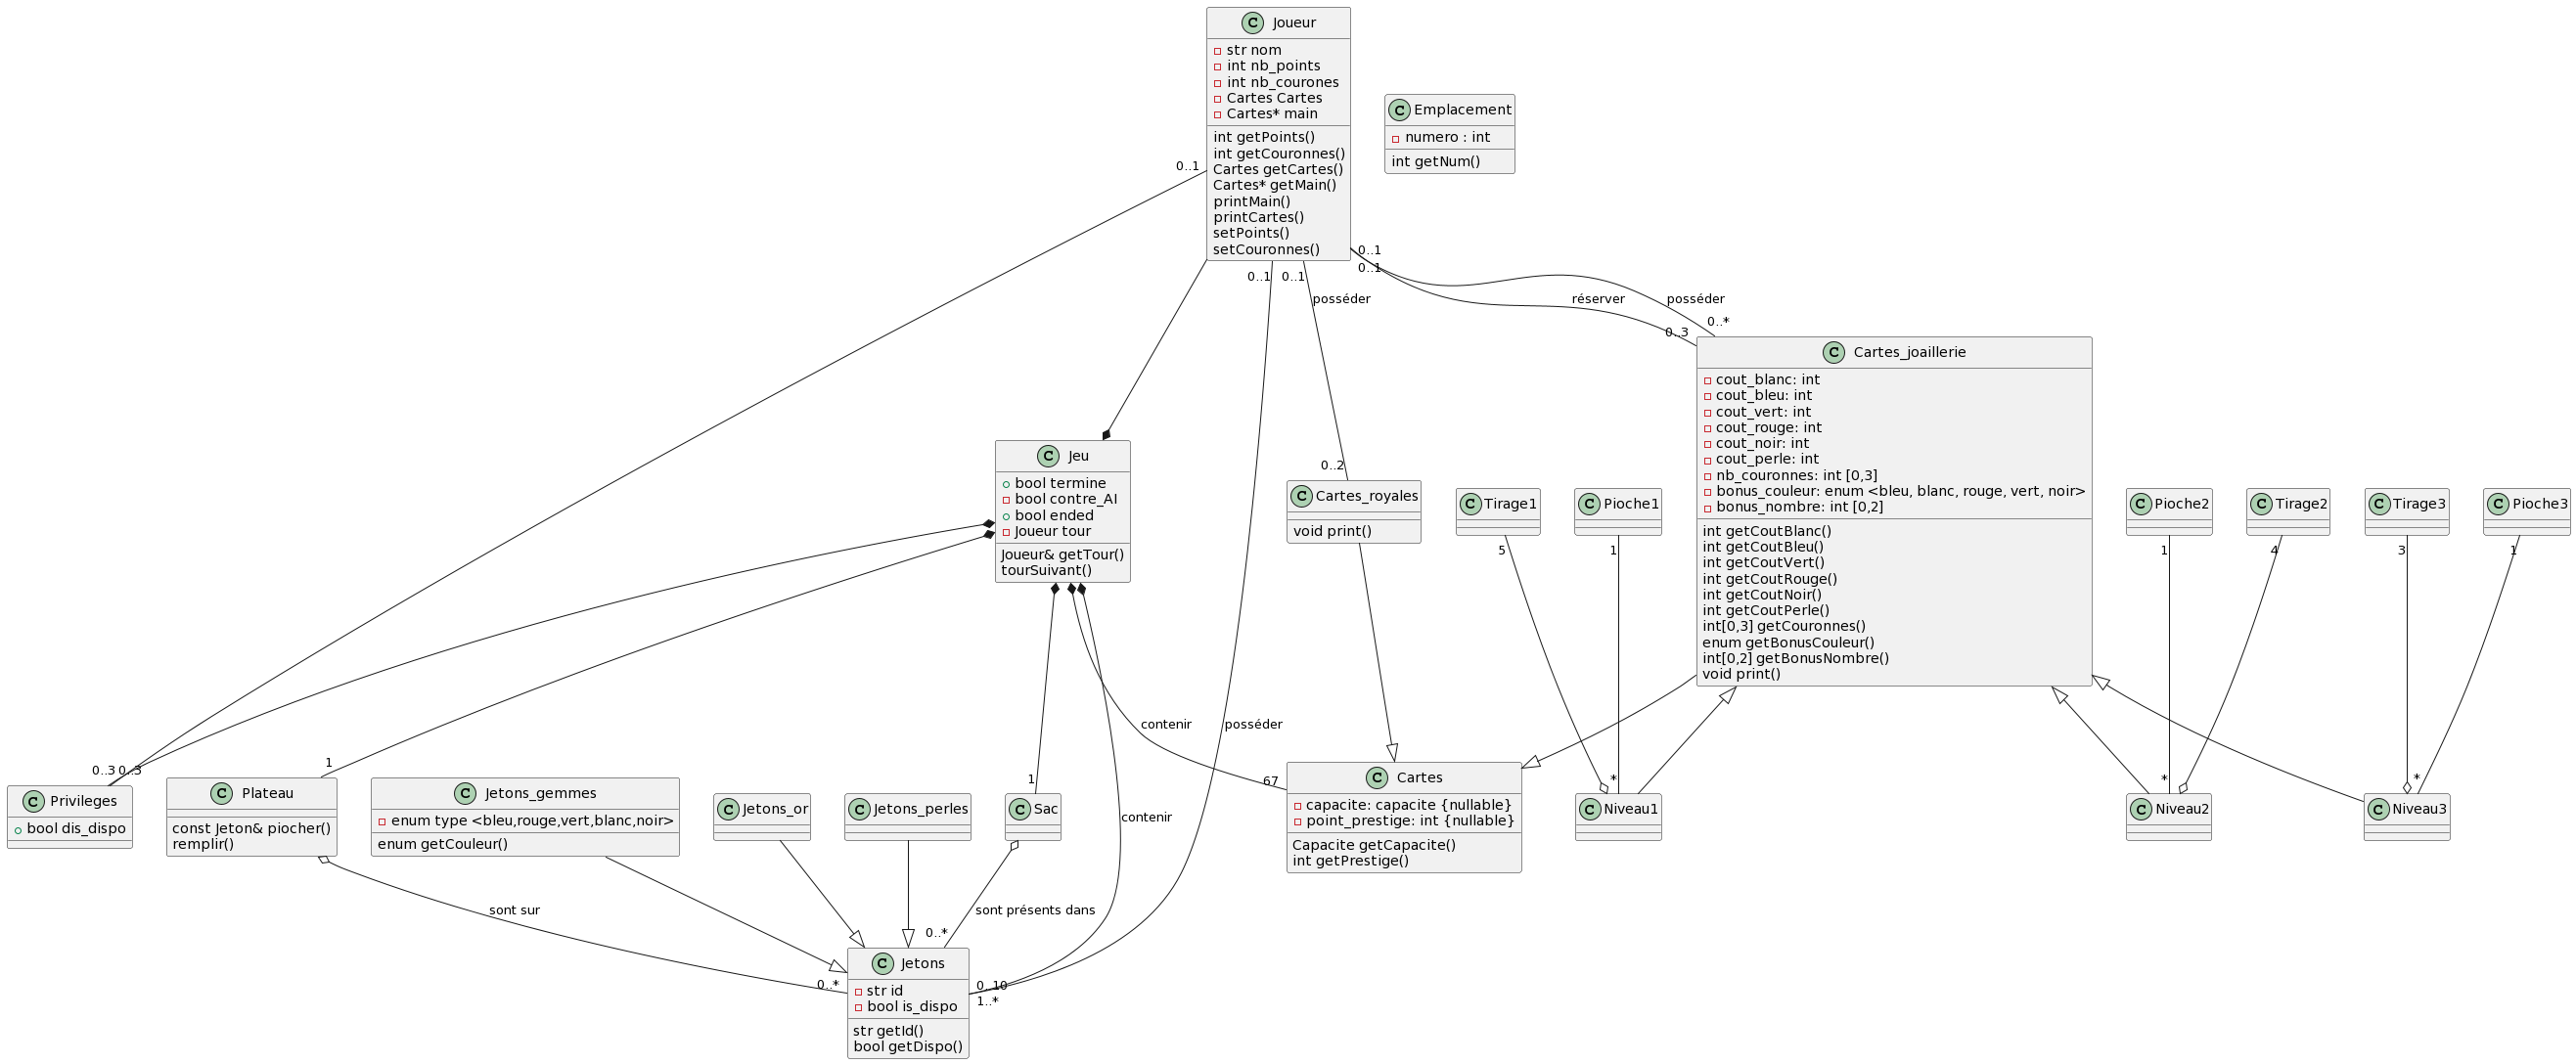 C Joueur
str nom
int nb_points
int nb_courones
Cartes Cartes
Cartes* main
int getPoints()
int getCouronnes()
Cartes getCartes()
Cartes* getMain()
printMain()
printCartes()
setPoints()
setCouronnes()
C Emplacement
numero : int
int getNum()
0..1
0..1
0..1
0..1
0..1
posséder
réserver
posséder
0..*
0..3
C Cartes_joaillerie
cout_blanc: int
cout_bleu: int
cout_vert: int
cout_rouge: int
cout_noir: int
cout_perle: int
nb_couronnes: int [0,3]
bonus_couleur: enum <bleu, blanc, rouge, vert, noir>
bonus_nombre: int [0,2]
int getCoutBlanc()
int getCoutBleu()
int getCoutVert()
int getCoutRouge()
int getCoutNoir()
int getCoutPerle()
int[0,3] getCouronnes()
enum getBonusCouleur()
int[0,2] getBonusNombre()
void print()
C Jeu
bool termine
bool contre_AI
bool ended
Joueur tour
Joueur& getTour()
tourSuivant()
0..2
C Cartes_royales
void print()
C Tirage1
5
C Pioche1
1
C Pioche2
1
C Tirage2
4
C Tirage3
3
C Pioche3
1
contenir
posséder
0..3
0..3
1
1
67
*
*
*
C Privileges
bool dis_dispo
C Plateau
const Jeton& piocher()
remplir()
C Jetons_gemmes
enum type <bleu,rouge,vert,blanc,noir>
enum getCouleur()
C Jetons_or
C Jetons_perles
C Sac
contenir
C Cartes
capacite: capacite {nullable}
point_prestige: int {nullable}
Capacite getCapacite()
int getPrestige()
C Niveau1
C Niveau2
C Niveau3
sont sur
sont présents dans
0..*
0..*
0..10
1..*
C Jetons
str id
bool is_dispo
str getId()
bool getDispo()